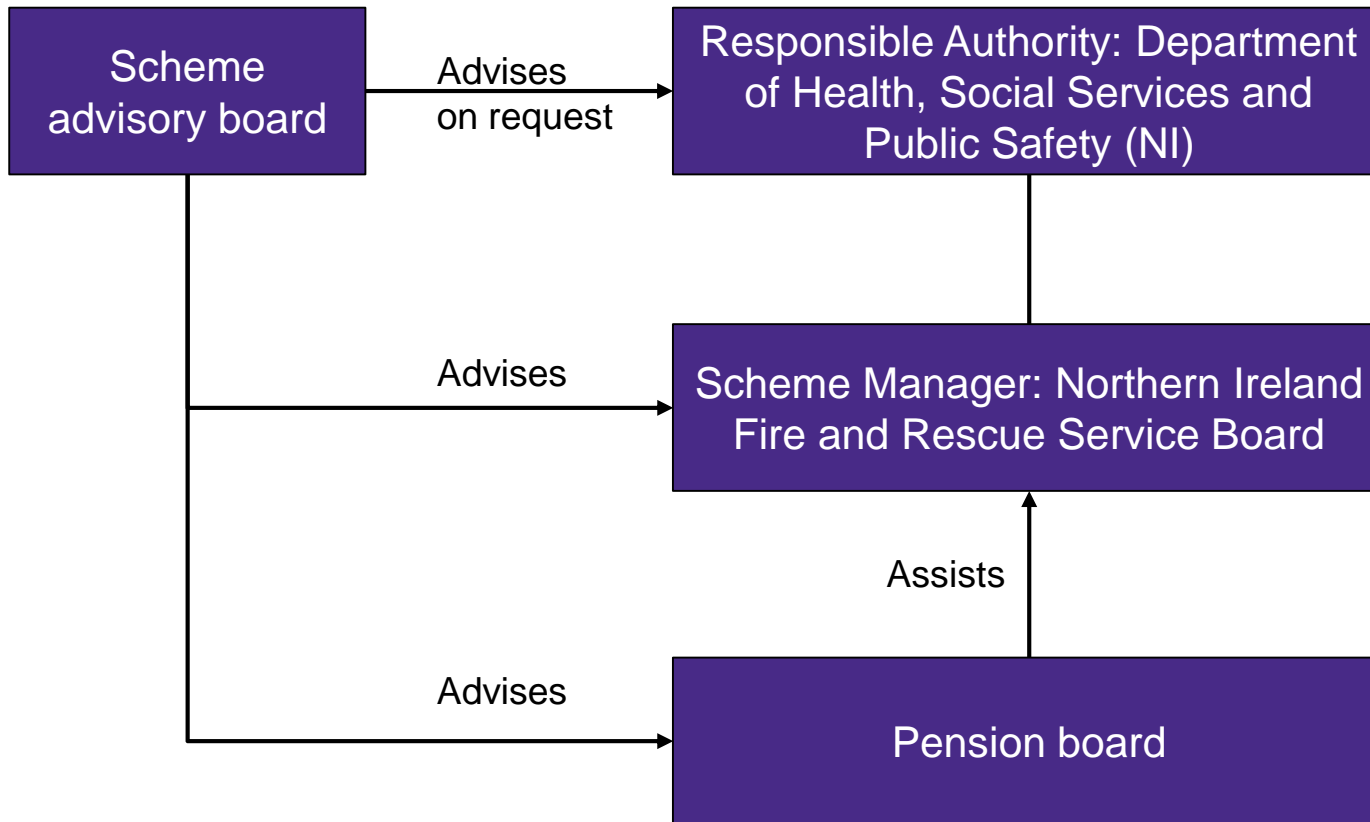 Scheme
advisory board
Advises
on request
Responsible Authority: Department
of Health, Social Services and
Public Safety (NI)
Advises
Scheme Manager: Northern Ireland
Fire and Rescue Service Board
Assists
Advises
Pension board